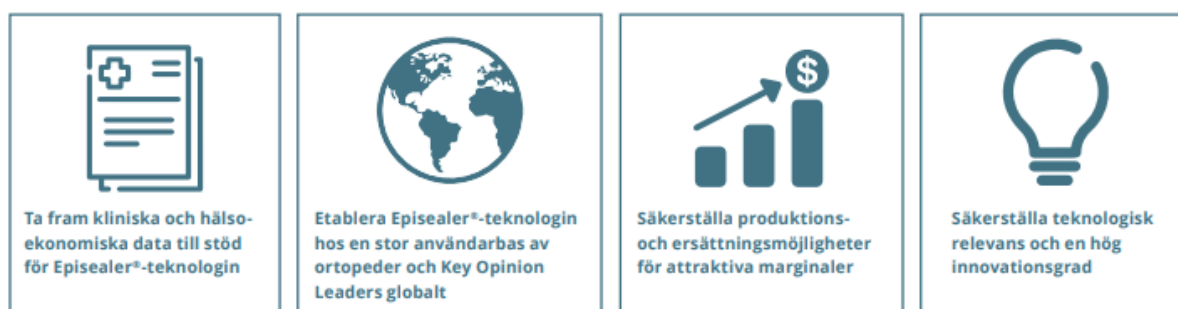 $
Ta fram kliniska och hälso-
ekonomiska data till stöd
för Episealer®-teknologin
Etablera Episealer®-teknologin
hos en stor användarbas av
ortopeder och Key Opinion
Leaders globalt
Säkerställa produktions-
och ersättningsmöjligheter
för attraktiva marginaler
Säkerställa teknologisk
relevans och en hög
innovationsgrad